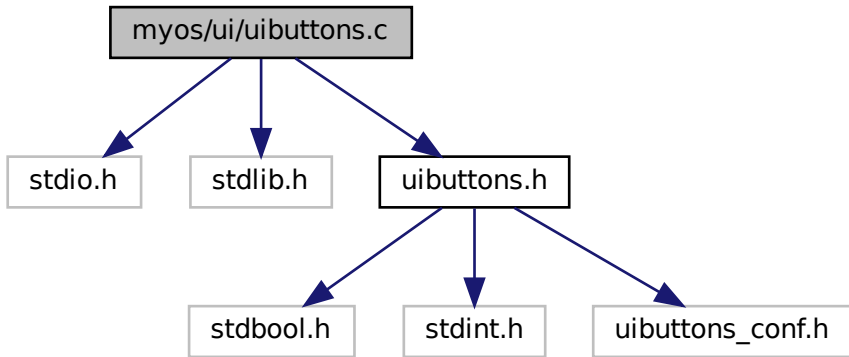 myos/ui/uibuttons.c
stdio.h
stdlib.h
uibuttons.h
stdbool.h
stdint.h
uibuttons_conf.h